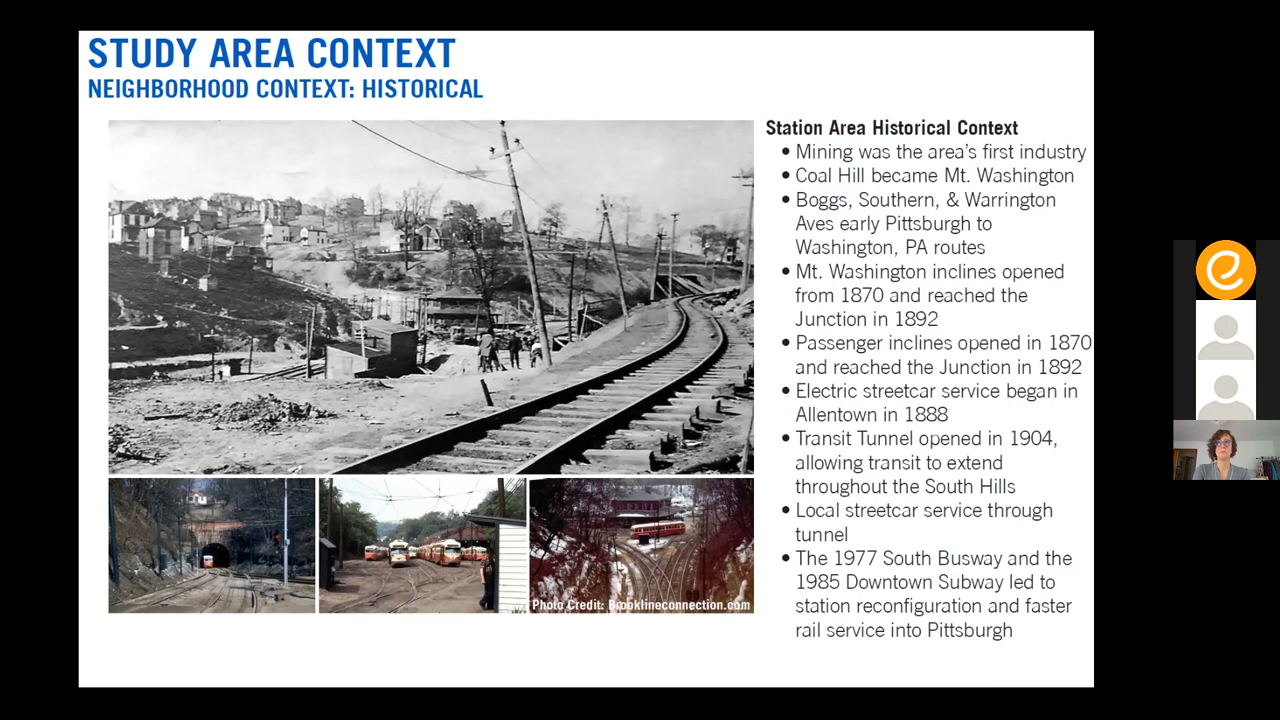 STUDY AREA CONTEXT
NEIGHBORHOOD CONTEXT: HISTORICAL
Station Area Historical Context
• Mining was the area's first industry
• Coal Hill became Mt. Washington
• Boggs, Southern, & Warrington
Aves early Pittsburgh to
Washington, PA routes
• Mt. Washington inclines opened
from 1870 and reached the
Junction in 1892
• Passenger inclines opened in 1870
and reached the Junction in 1892
• Electric streetcar service began in
Allentown in 1888
• Transit Tunnel opened in 1904,
allowing transit to extend
throughout the South Hills
• Local streetcar service through
tunnel
• The 1977 South Busway and the
1985 Downtown Subway led to
station reconfiguration and faster
rail service into Pittsburgh
Photo Credit: Brooklineconnection.com